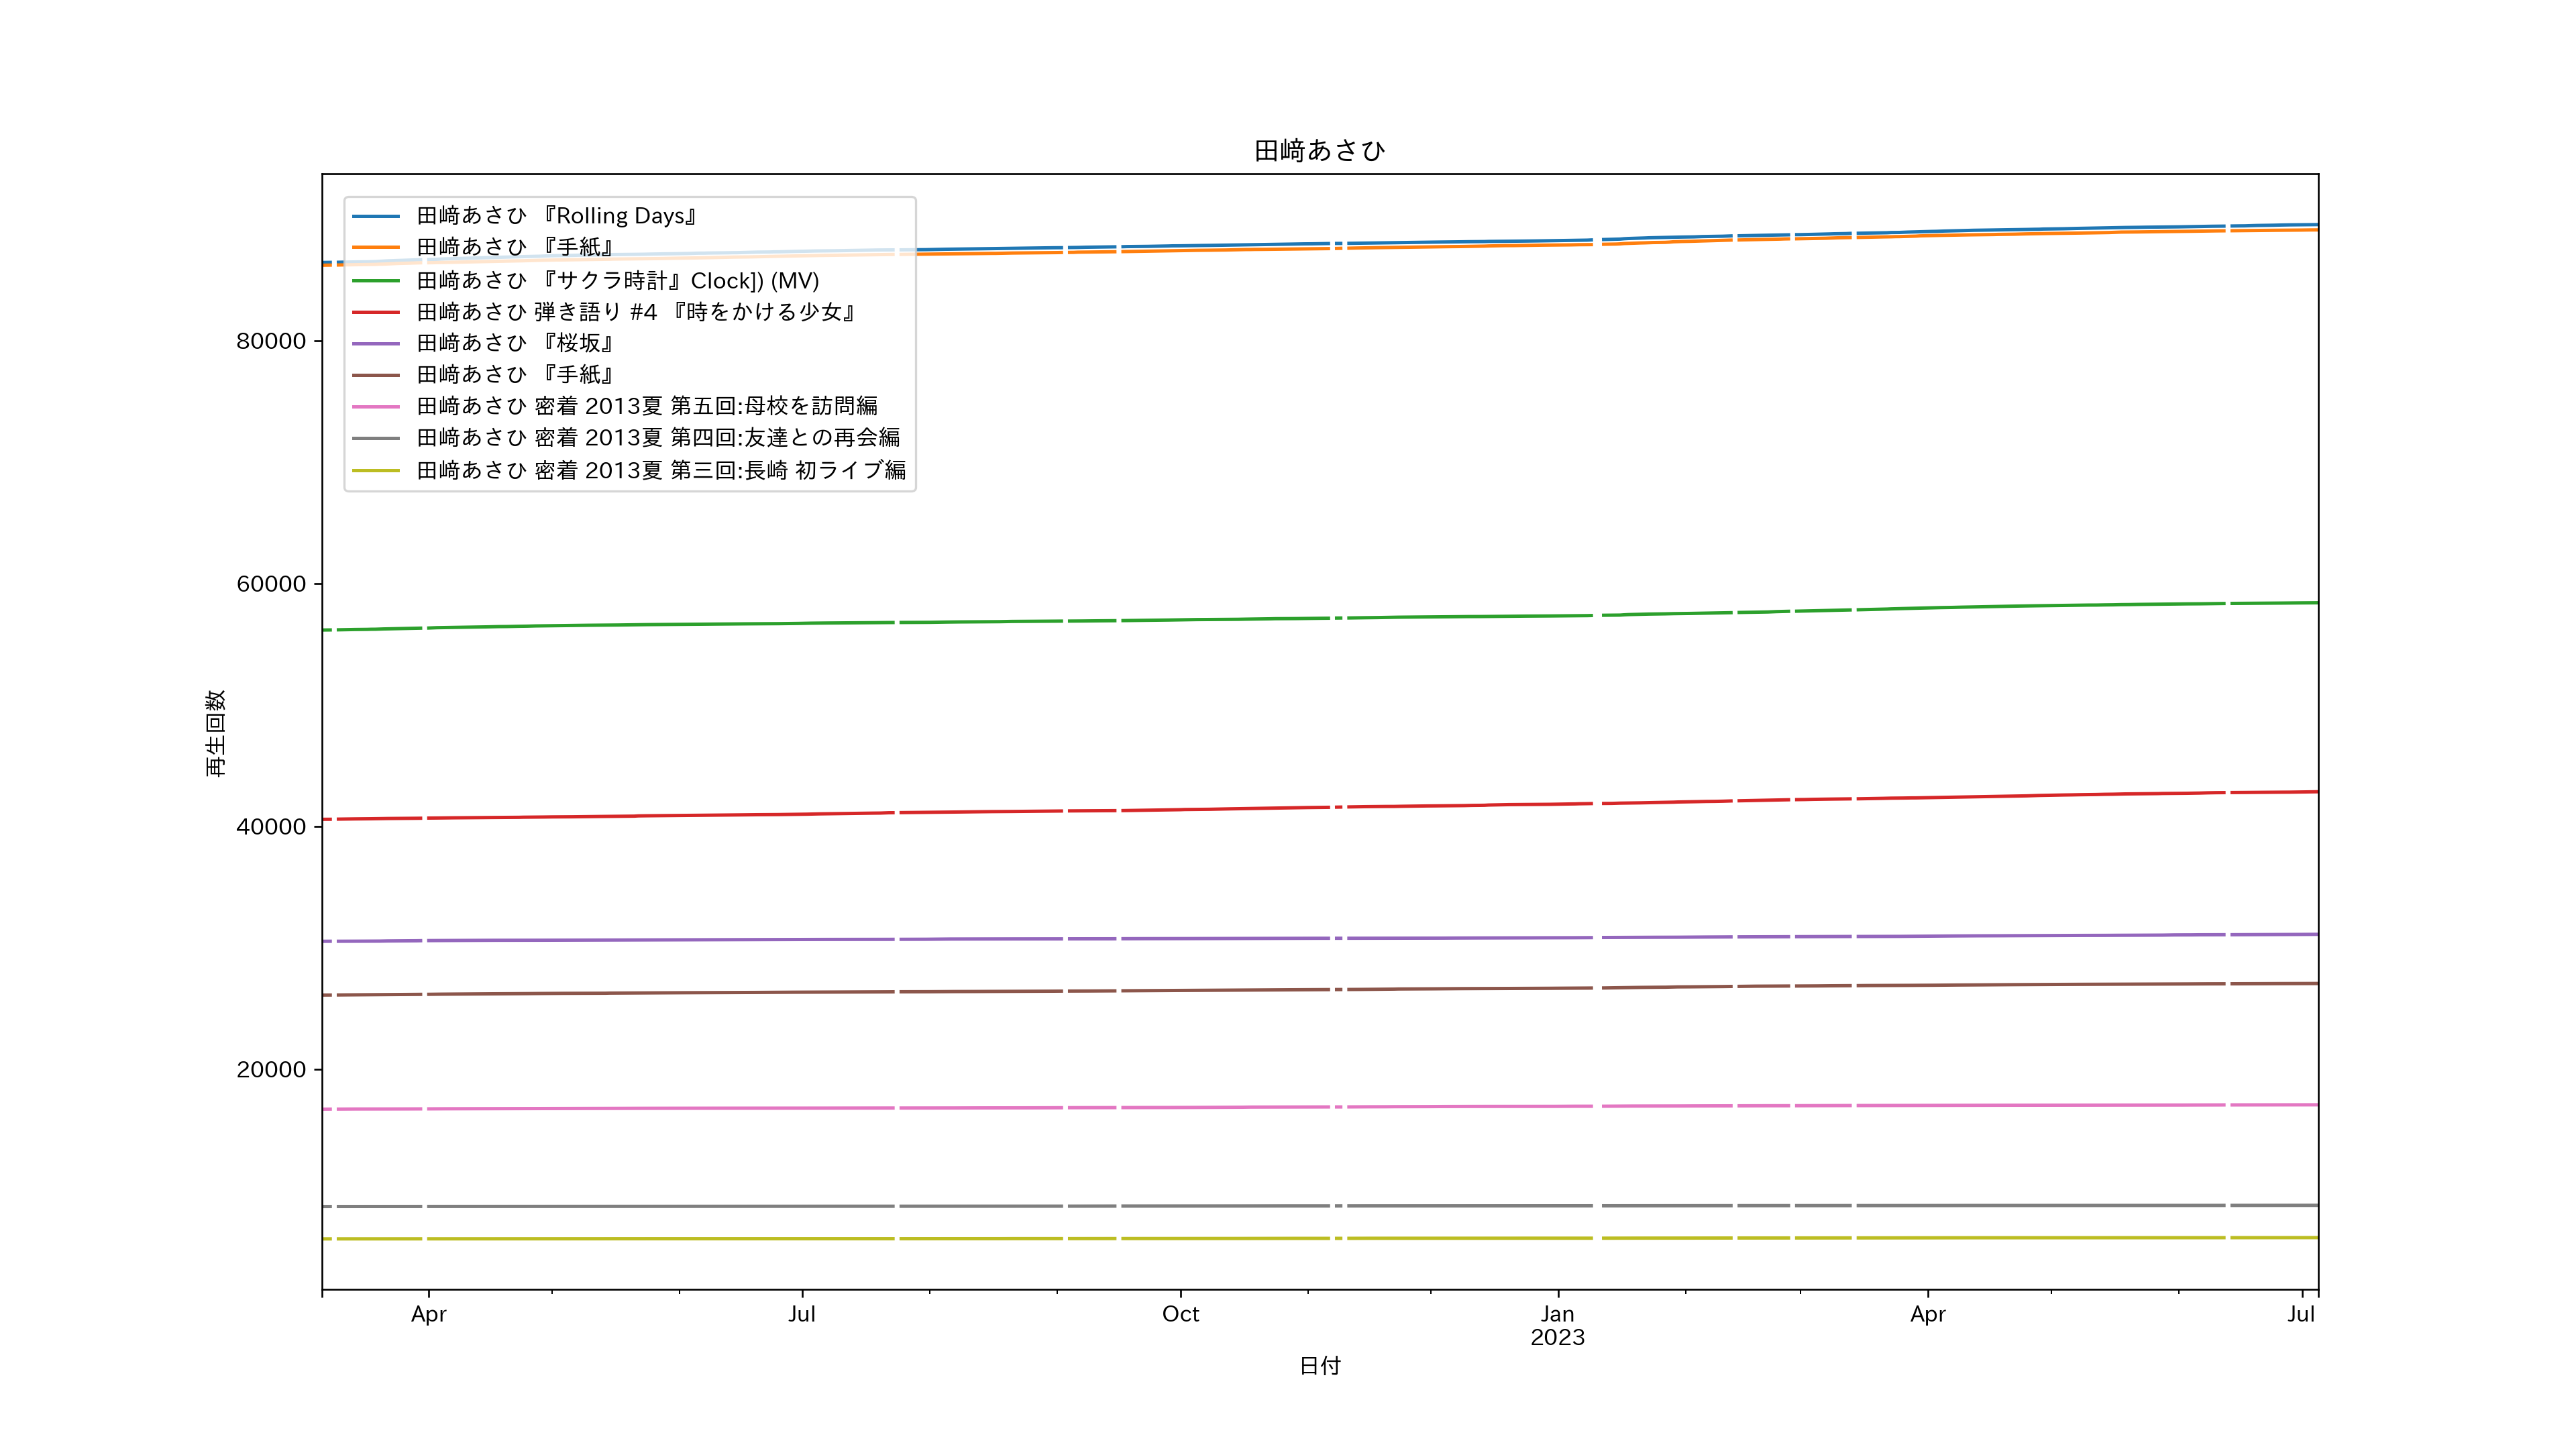 田﨑あさひ
田﨑あさひ 『Rolling Days』
田﨑あさひ 『手紙』
田﨑あさひ 『サクラ時計』Clock]) (MV)
田﨑あさひ 弾き語り #4 『時をかける少女』
田﨑あさひ 『桜坂』
田﨑あさひ 『手紙』
田﨑あさひ 密着 2013夏 第五回:母校を訪問編
田﨑あさひ 密着 2013夏 第四回:友達との再会編
田﨑あさひ 密着 2013夏 第三回:長崎 初ライブ編
80000
60000
40000
20000
再生回数
Apr
Jul
Oct
Jan
2023
Apr
Jul
日付